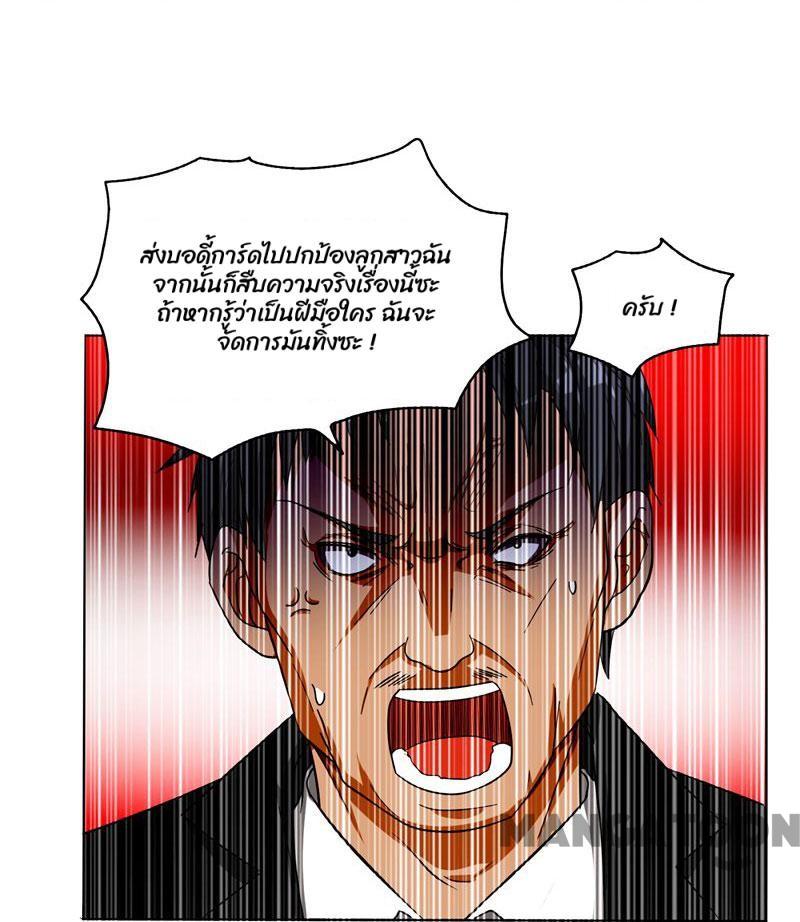 ส่งบอดี้การ์ดไปปกป้องลูกสาวฉัน
จากนั้นก็สืบความจริงเรื่องนี้ซะ
ถ้าหากรู้ว่าเป็นฝีมือใคร ฉันจะ
จัดการมันทิ้งซะ !
ครับ !
MANGATOON